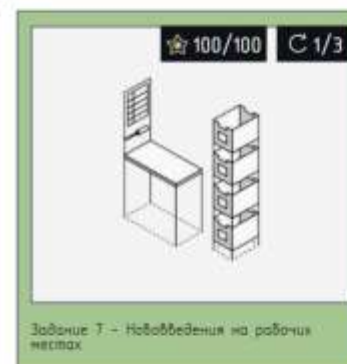 100/100 1/3
Задание 7 - Нововведения на рабочих
местах